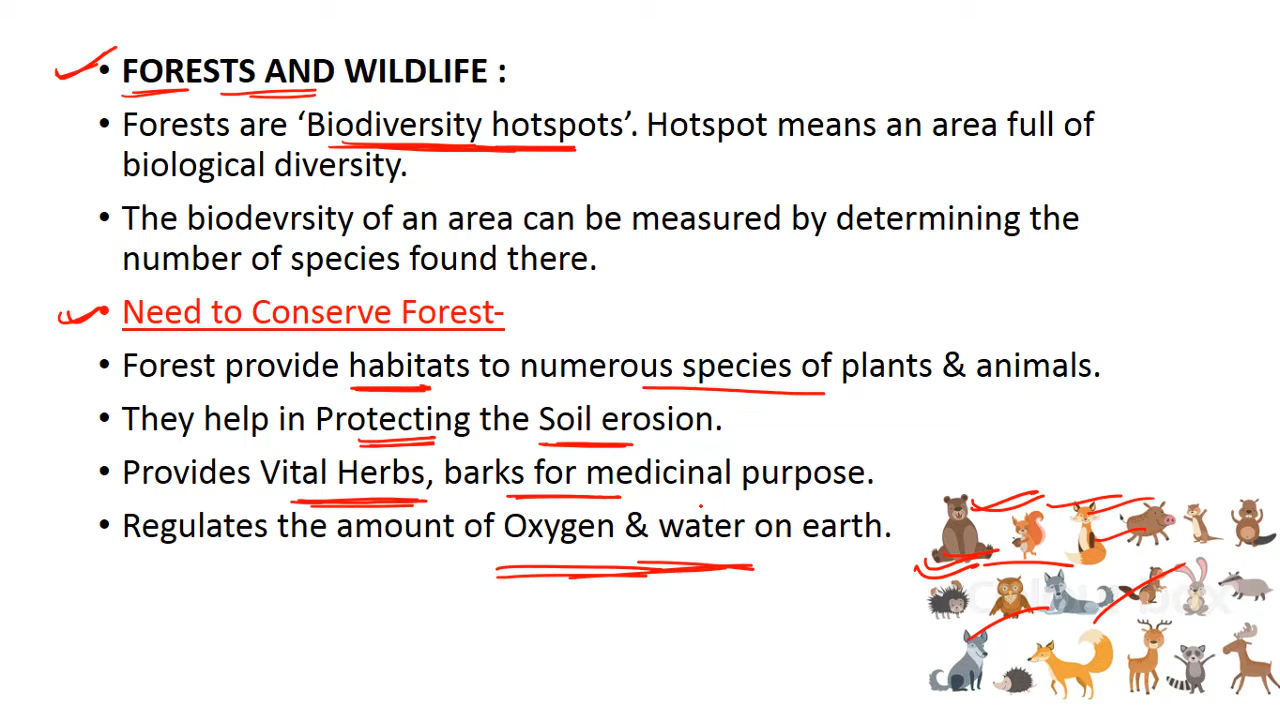 • FORESTS AND WILDLIFE :
• Forests are ‘Biodiversity hotspots’. Hotspot means an area full of
biological diversity.
• The biodevrsity of an area can be measured by determining the
number of species found there.
• Need to Conserve Forest-
• Forest provide habitats to numerous species of plants & animals.
• They help in Protecting the Soil erosion.
• Provides Vital Herbs, barks for medicinal purpose.
• Regulates the amount of Oxygen & water on earth.